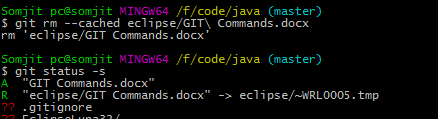 Somjit pc@somjit MINGW64 /f/code/java (master)
$ git rm --cached eclipse/GIT\ Commands.docx
rm 'eclipse/GIT Commands.docx'
Somjit pc@somjit MINGW64 /f/code/java (master)
$ git status -s
A "GIT Commands.docx"
R "eclipse/GIT Commands.docx" -> eclipse/~WRL0005.tmp
?? .gitignore